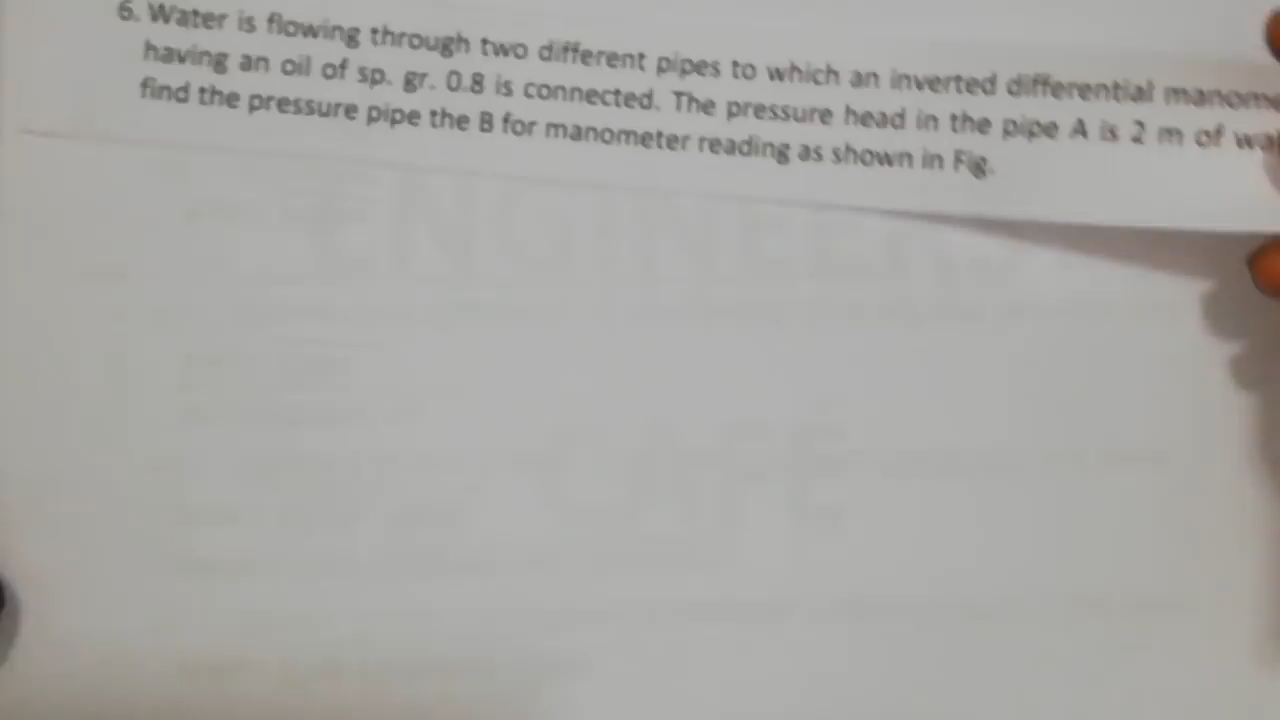 6. Water is flowing through two different pipes to which an inverted differential manome
having an oil of sp. gr. 0.8 is connected. The pressure head in the pipe A is 2 m of wa
find the pressure pipe the B for manometer reading as shown in Fig.